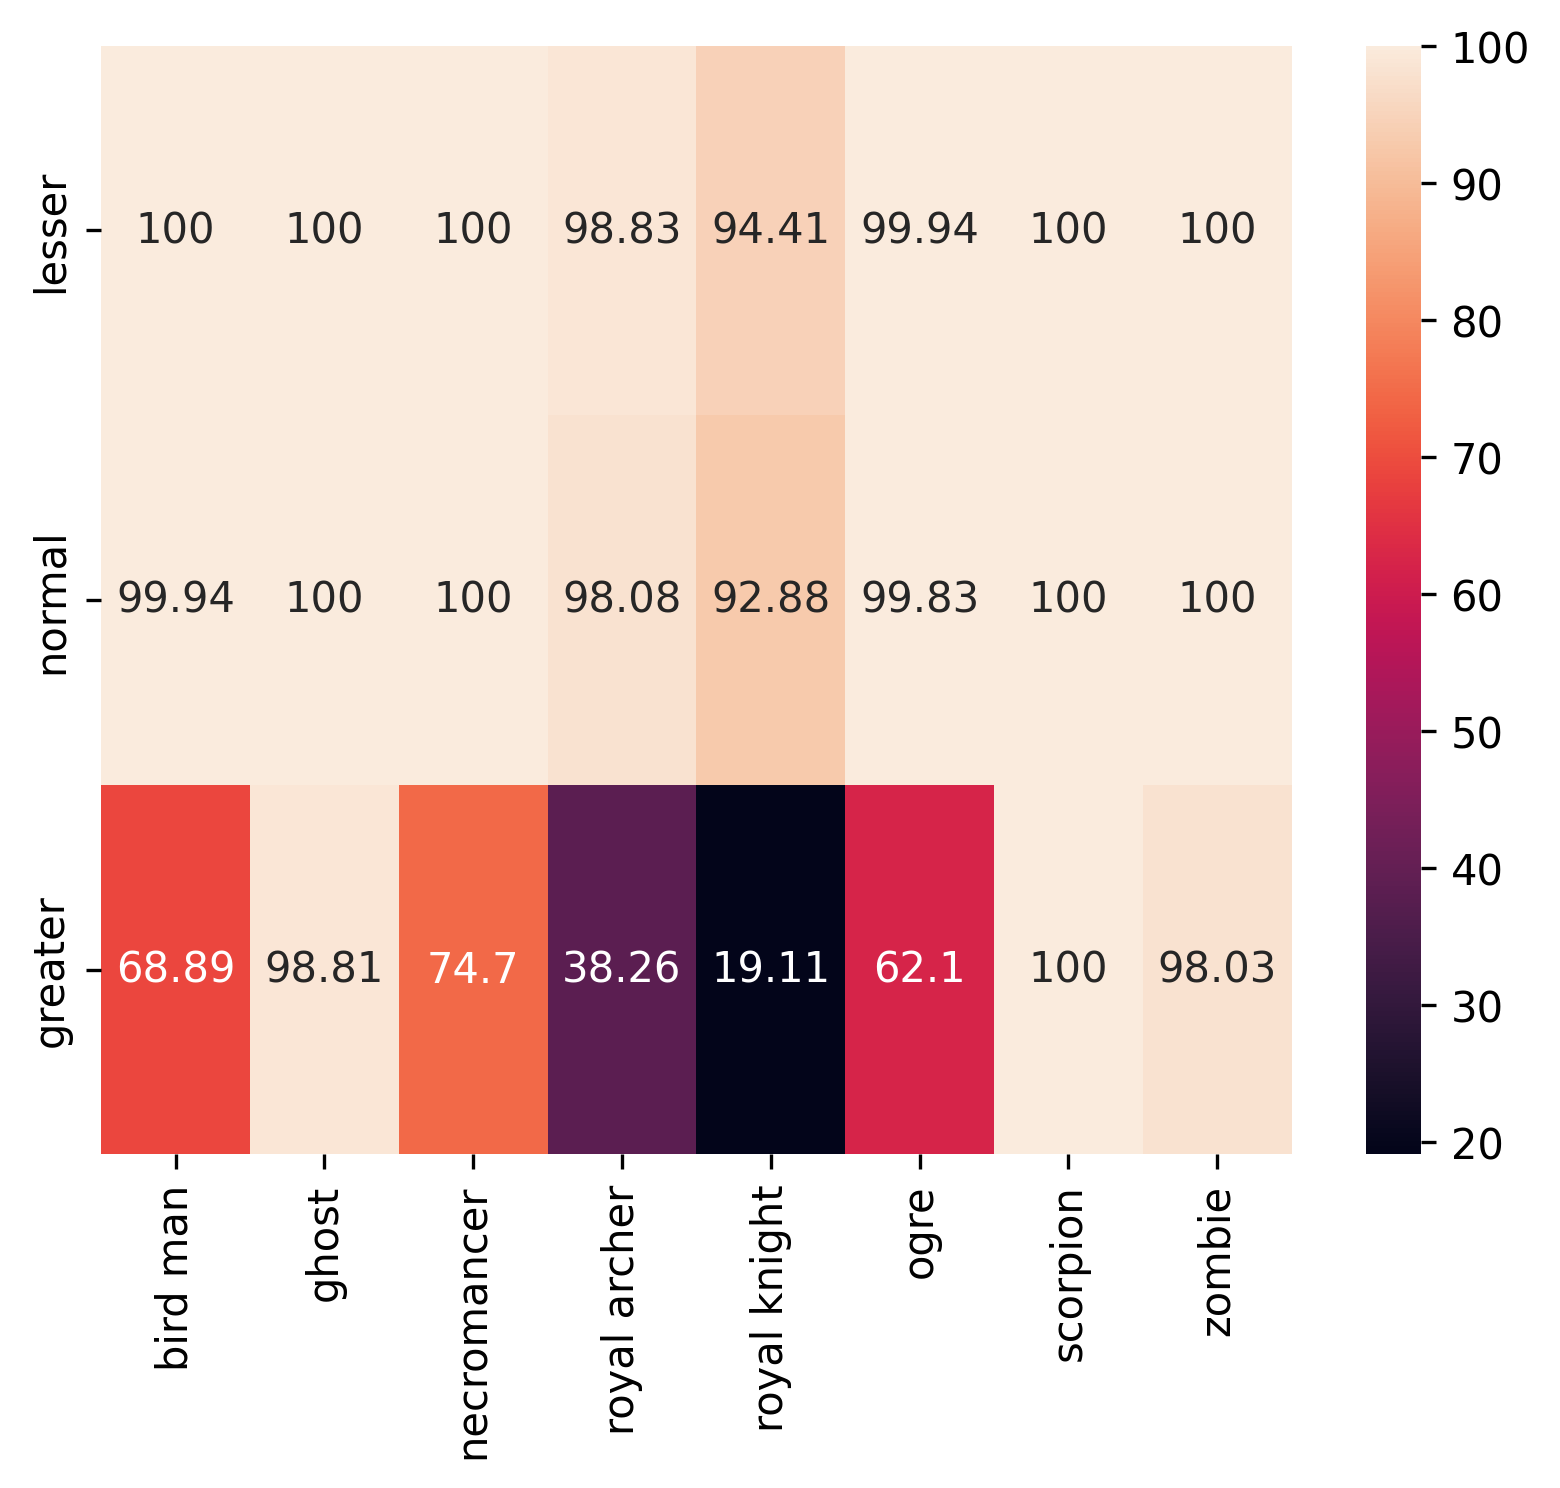 lesser 100 100 100 98.83 94.41 99.94 100 100
normal 99.94 100 100 98.08 92.88 99.83 100 100
greater 68.89 98.81 74.7 38.26 19.11 62.1 100 98.03
bird man
ghost
necromancer
royal archer
royal knight
ogre
scorpion
zombie
100
90
80
70
60
50
40
30
20